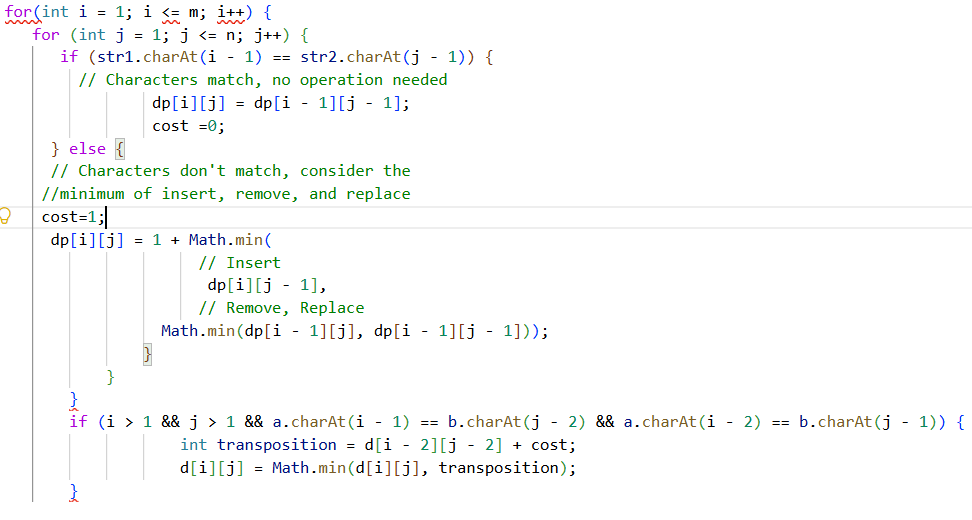 for(int i = 1; i <= m; i++) {
for (int j = 1; j <= n; j++) {
if (str1.charAt(i - 1) == str2.charAt(j - 1)) {
// Characters match, no operation needed
dp[i][j] = dp[i - 1][j - 1];
cost =0;
} else {
// Characters don't match, consider the
//minimum of insert, remove, and replace
cost=1;
dp[i][j] = 1 + Math.min(
// Insert
dp[i][j - 1],
// Remove, Replace
Math.min(dp[i - 1][j], dp[i - 1][j - 1]));
}
}
}
if (i > 1 && j > 1 && a.charAt(i - 1) == b.charAt(j - 2) && a.charAt(i - 2) == b.charAt(j - 1)) {
int transposition = d[i - 2][j - 2] + cost;
d[i][j] = Math.min(d[i][j], transposition);
}